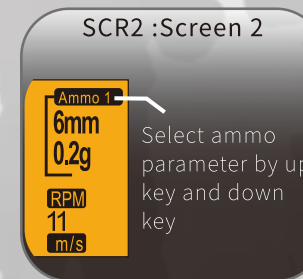 SCR2 :Screen 2
Ammo 1
6mm
0.2g
RPM
11
m/s
Select ammo
parameter by up
key and down
key